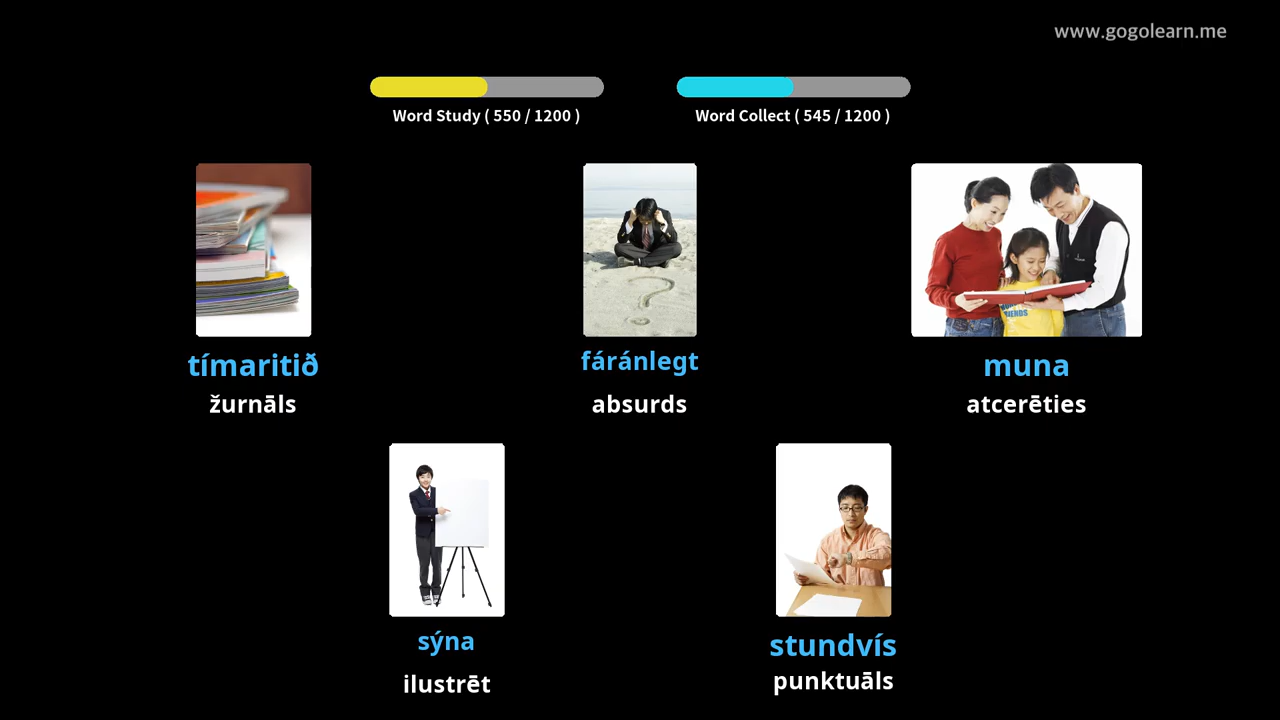 www.gogolearn.me
Word Study ( 550 / 1200 )
Word Collect ( 545 / 1200 )
tímaritið
žurnāls
fáránlegt
absurds
muna
atcerēties
sýna
ilustrēt
stundvís
punktuāls